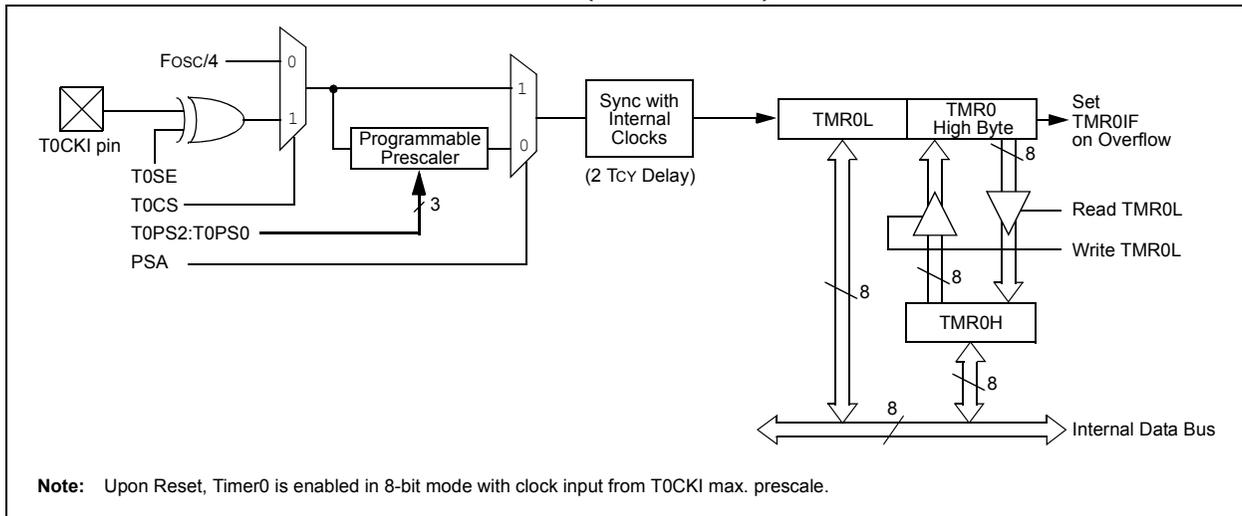 Fosc/4
0
1
T0CKI pin
T0SE
T0CS
T0PS2:T0PS0
PSA
Programmable
Prescaler
3
1
0
Sync with
Internal
Clocks
(2 TCY Delay)
TMR0L
TMR0
High Byte
Set
TMR0IF
on Overflow
8
Read TMR0L
Write TMR0L
8
8
TMR0H
8
8
Internal Data Bus
Note: Upon Reset, Timer0 is enabled in 8-bit mode with clock input from T0CKI max. prescale.